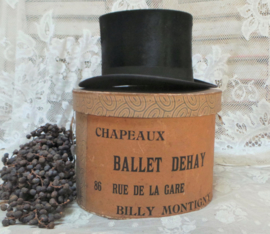 CHAPEAUX
BALLET DEHAY
86 RUE DE LA GARE
BILLY MONTIGNY